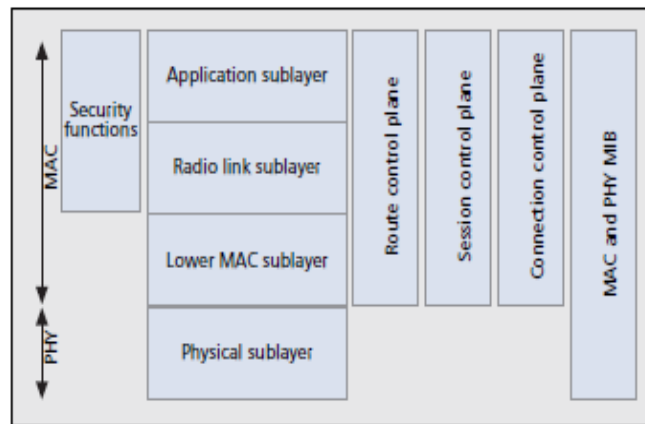 MAC
PHY
Security
functions
Application sublayer
Radio link sublayer
Lower MAC sublayer
Physical sublayer
Route control plane
Session control plane
Connection control plane
MAC and PHY MIB